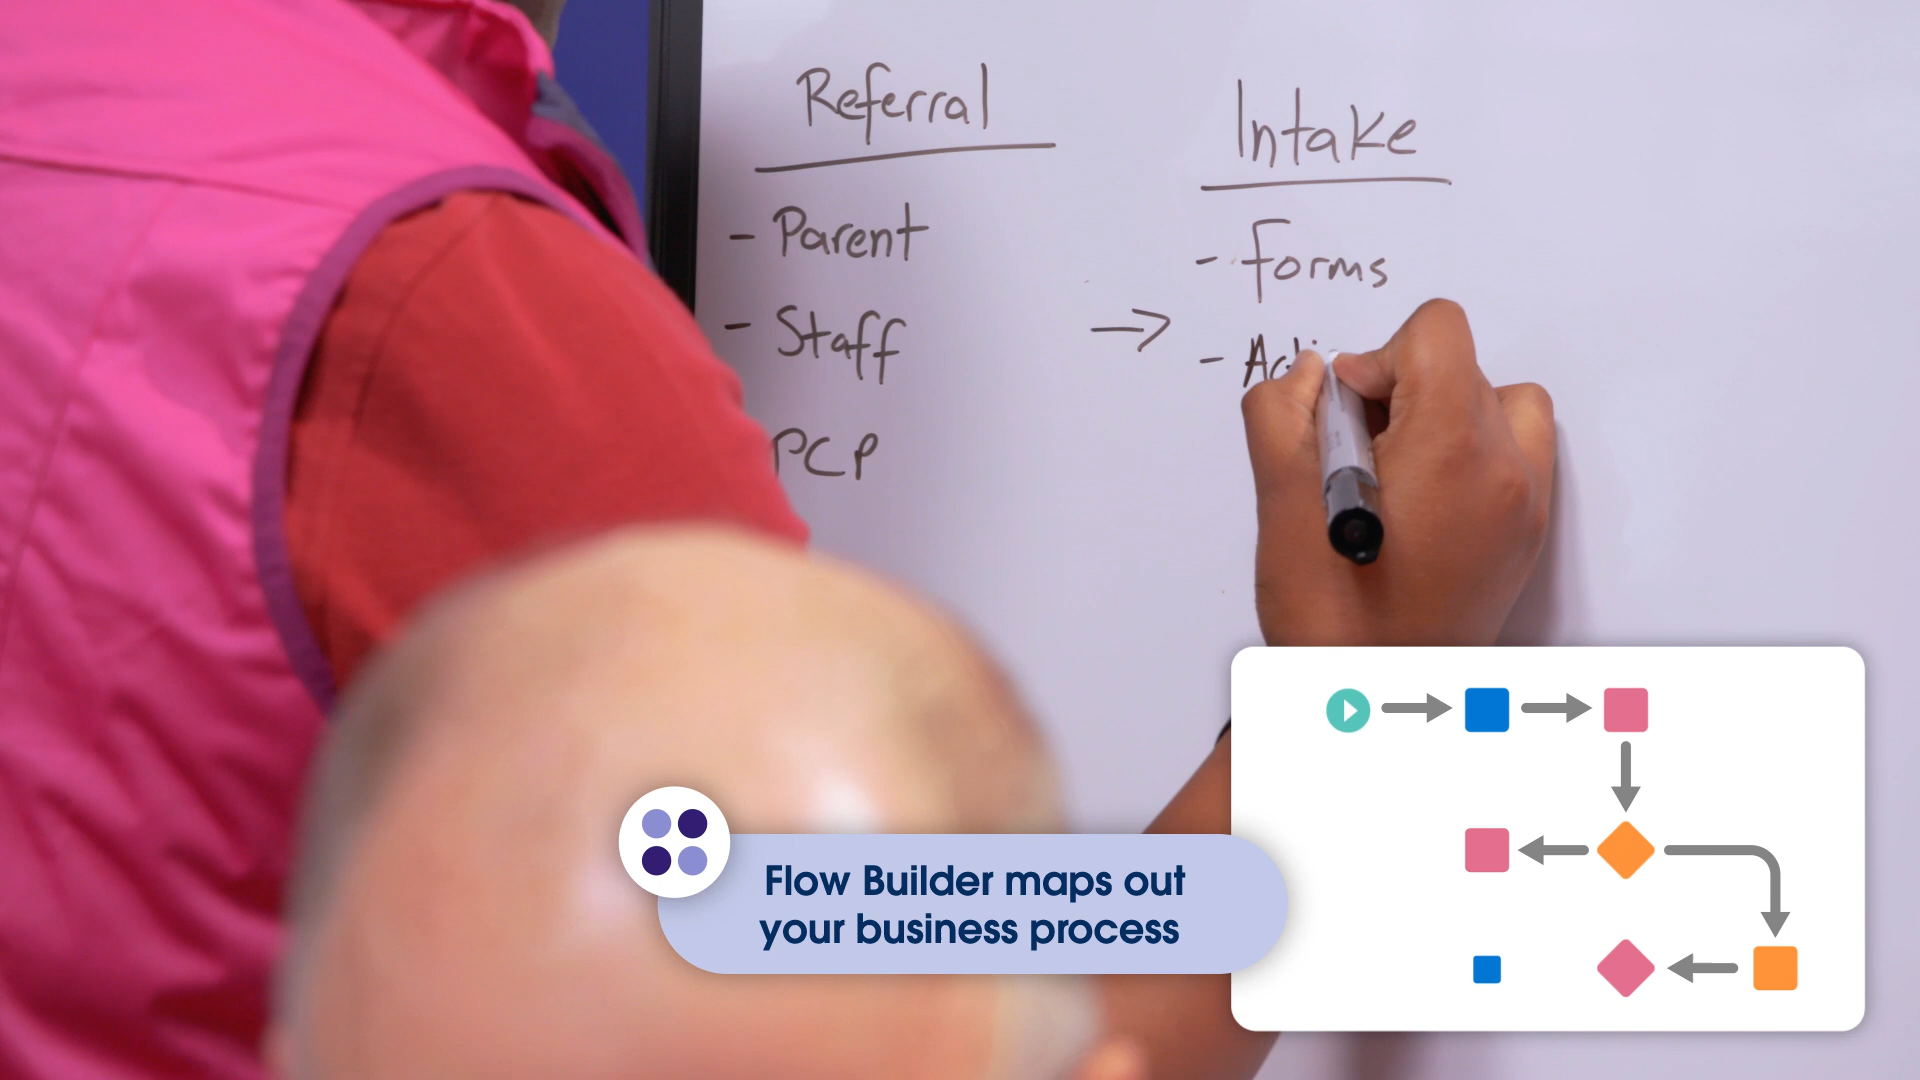 Referral
- Parent
- Staff
PCP
→
Intake
- forms
Flow Builder maps out
your business process